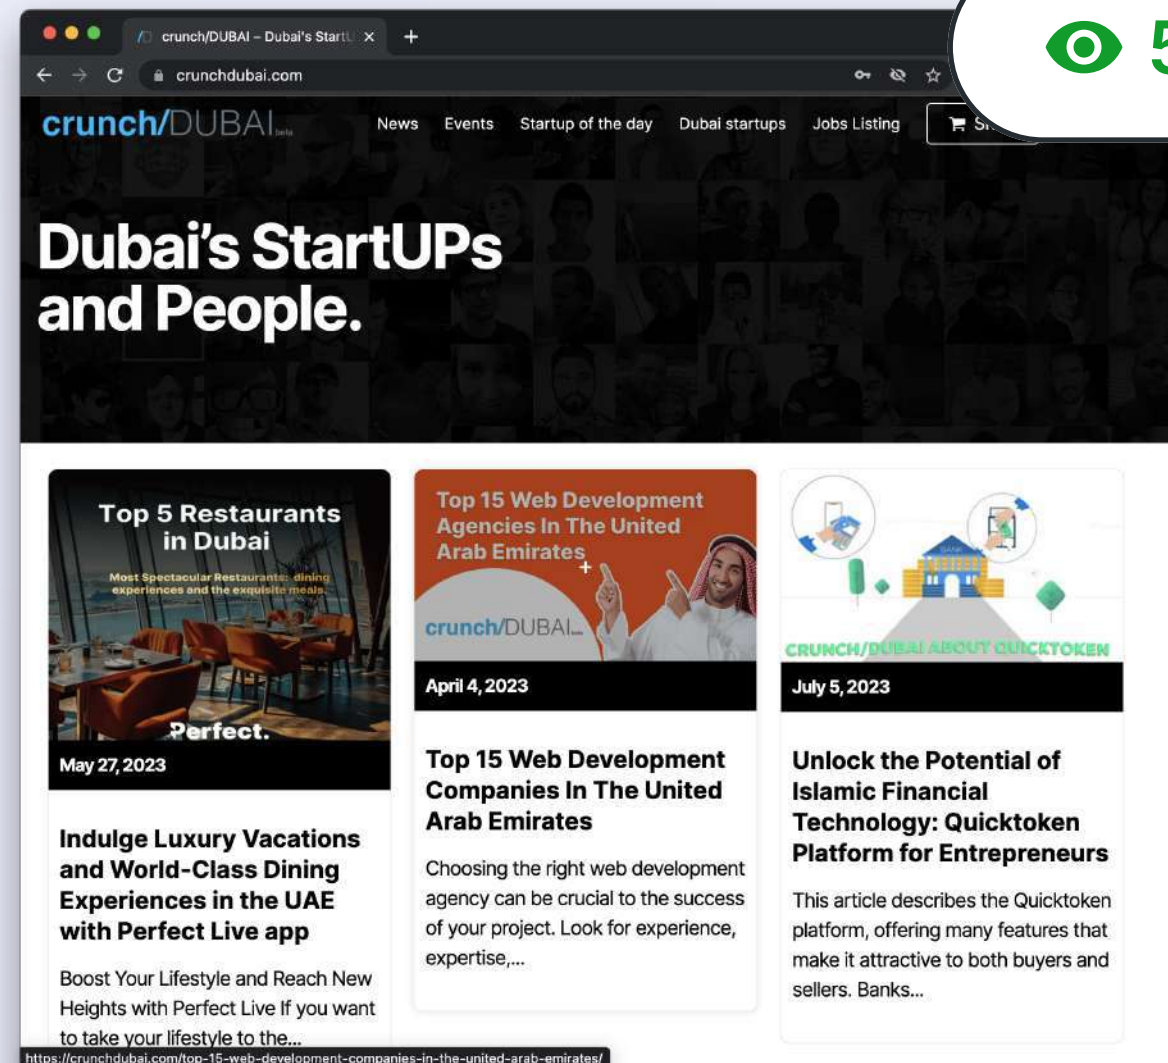 crunch/DUBAI – Dubai's StartU
crunchdubai.com
5
crunch/DUBAI beta
News
Events
Startup of the day
Dubai startups
Jobs Listing
Dubai's StartUPs
and People.
Top 5 Restaurants
in Dubai
Most Spectacular Restaurants: dining
experiences and the exquisite meals.
Perfect.
May 27, 2023
Indulge Luxury Vacations
and World-Class Dining
Experiences in the UAE
with Perfect Live app
Boost Your Lifestyle and Reach New
Heights with Perfect Live If you want
to take your lifestyle to the...
Top 15 Web Development
Agencies In The United
Arab Emirates
crunch/DUBAI
April 4, 2023
Top 15 Web Development
Companies In The United
Arab Emirates
Choosing the right web development
agency can be crucial to the success
of your project. Look for experience,
expertise,...
BANK
CRUNCH/DUBAI ABOUT QUICKTOKEN
July 5, 2023
Unlock the Potential of
Islamic Financial
Technology: Quicktoken
Platform for Entrepreneurs
This article describes the Quicktoken
platform, offering many features that
make it attractive to both buyers and
sellers. Banks...
https://crunchdubai.com/top-15-web-development-companies-in-the-united-arab-emirates/